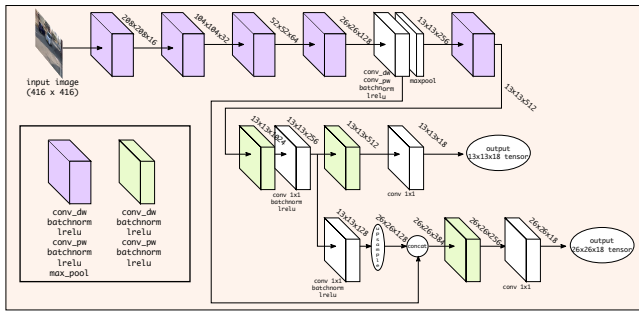 208x208x16
104x104x32
52x52x64
26x26x128
13x13x256
13x13x512
input image
(416 x 416)
conv_dw
conv_pw
batchnorm
lrelu
maxpool
13x13x1024
13x13x256
13x13x512
13x13x18
output
13x13x18 tensor
conv 1x1
batchnorm
lrelu
conv 1x1
13x13x128
upsample
26x26x128
concat
26x26x384
26x26x256
26x26x18
output
26x26x18 tensor
conv 1x1
batchnorm
lrelu
conv 1x1
conv_dw
batchnorm
lrelu
conv_pw
batchnorm
lrelu
max_pool
conv_dw
batchnorm
lrelu
conv_pw
batchnorm
lrelu